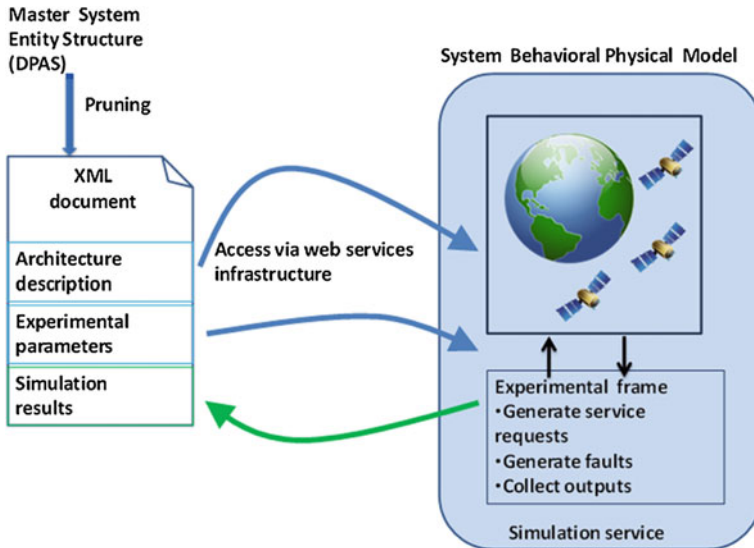 Master System
Entity Structure
(DPAS)
Pruning
XML
document
Architecture
description
Experimental
parameters
Simulation
results
Access via web services
infrastructure
System Behavioral Physical Model
Experimental frame
•Generate service
requests
•Generate faults
•Collect outputs
Simulation service